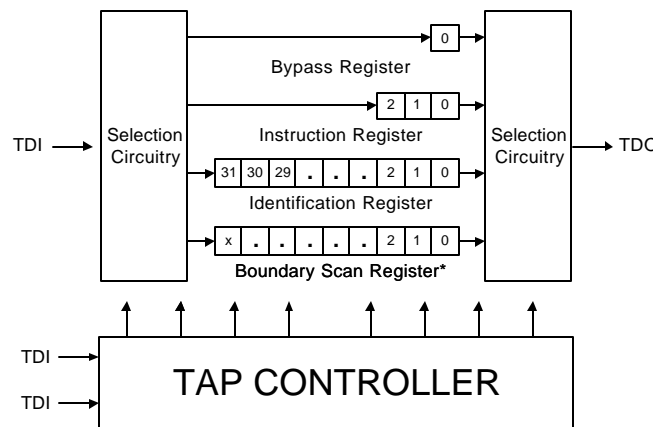 0
Bypass Register
2 1 0
Instruction Register
TDI
Selection
Circuitry
Selection
Circuitry
TDO
31 30 29 . . . 2 1 0
Identification Register
x . . . . . 2 1 0
Boundary Scan Register*
TDI
TDI
TAP CONTROLLER